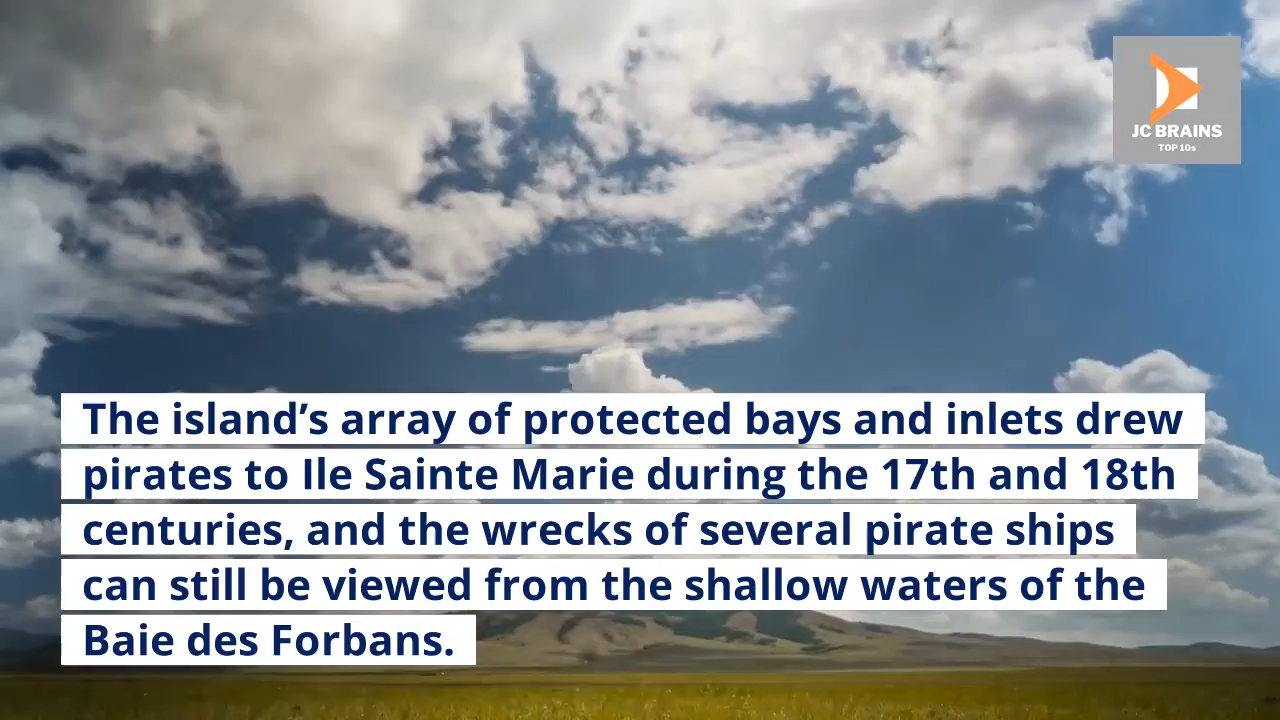 JC BRAINS
TOP 10s
The island’s array of protected bays and inlets drew
pirates to Ile Sainte Marie during the 17th and 18th
centuries, and the wrecks of several pirate ships
can still be viewed from the shallow waters of the
Baie des Forbans.